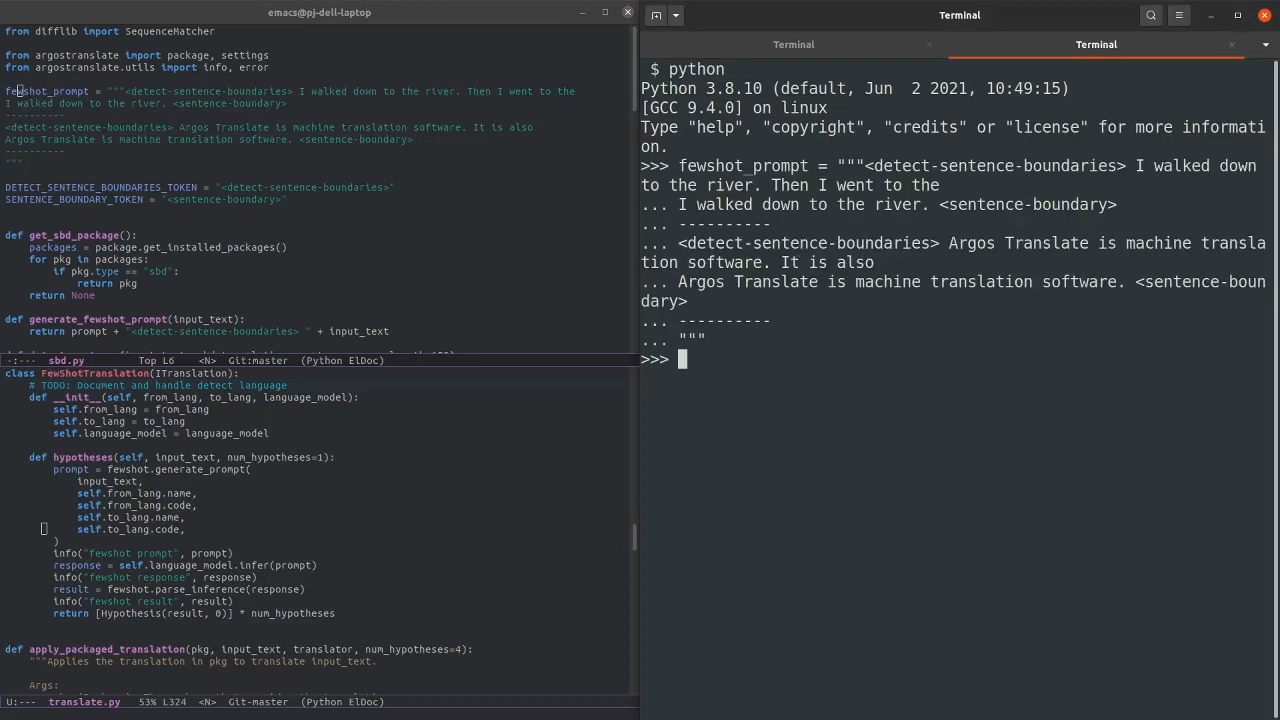 emacs@pj-dell-laptop
from difflib import SequenceMatcher
from argostranslate import package, settings
from argostranslate.utils import info, error
fewshot_prompt = """<detect-sentence-boundaries> I walked down to the river. Then I went to the
I walked down to the river. <sentence-boundary>
----------
<detect-sentence-boundaries> Argos Translate is machine translation software. It is also
Argos Translate is machine translation software. <sentence-boundary>
----------
"""
DETECT_SENTENCE_BOUNDARIES_TOKEN = "<detect-sentence-boundaries>"
SENTENCE_BOUNDARY_TOKEN = "<sentence-boundary>"
def get_sbd_package():
    packages = package.get_installed_packages()
    for pkg in packages:
        if pkg.type == "sbd":
            return pkg
    return None
def generate_fewshot_prompt(input_text):
    return prompt + "<detect-sentence-boundaries> " + input_text
-:---  sbd.py         Top L6    <N>  Git:master  (Python ElDoc)
class FewShotTranslation(ITranslation):
    # TODO: Document and handle detect language
    def __init__(self, from_lang, to_lang, language_model):
        self.from_lang = from_lang
        self.to_lang = to_lang
        self.language_model = language_model
    def hypotheses(self, input_text, num_hypotheses=1):
        prompt = fewshot.generate_prompt(
            input_text,
            self.from_lang.name,
            self.from_lang.code,
            self.to_lang.name,
            self.to_lang.code,
        )
        info("fewshot prompt", prompt)
        response = self.language_model.infer(prompt)
        info("fewshot response", response)
        result = fewshot.parse_inference(response)
        info("fewshot result", result)
        return [Hypothesis(result, 0)] * num_hypotheses
def apply_packaged_translation(pkg, input_text, translator, num_hypotheses=4):
    """Applies the translation in pkg to translate input_text.
    Args:
U:---  translate.py   53% L324  <N>  Git-master  (Python ElDoc)
Terminal
Terminal
Terminal
$ python
Python 3.8.10 (default, Jun  2 2021, 10:49:15)
[GCC 9.4.0] on linux
Type "help", "copyright", "credits" or "license" for more informati
on.
>>> fewshot_prompt = """<detect-sentence-boundaries> I walked down
to the river. Then I went to the
... I walked down to the river. <sentence-boundary>
... ----------
... <detect-sentence-boundaries> Argos Translate is machine transla
tion software. It is also
... Argos Translate is machine translation software. <sentence-boun
dary>
... ----------
... """
>>>